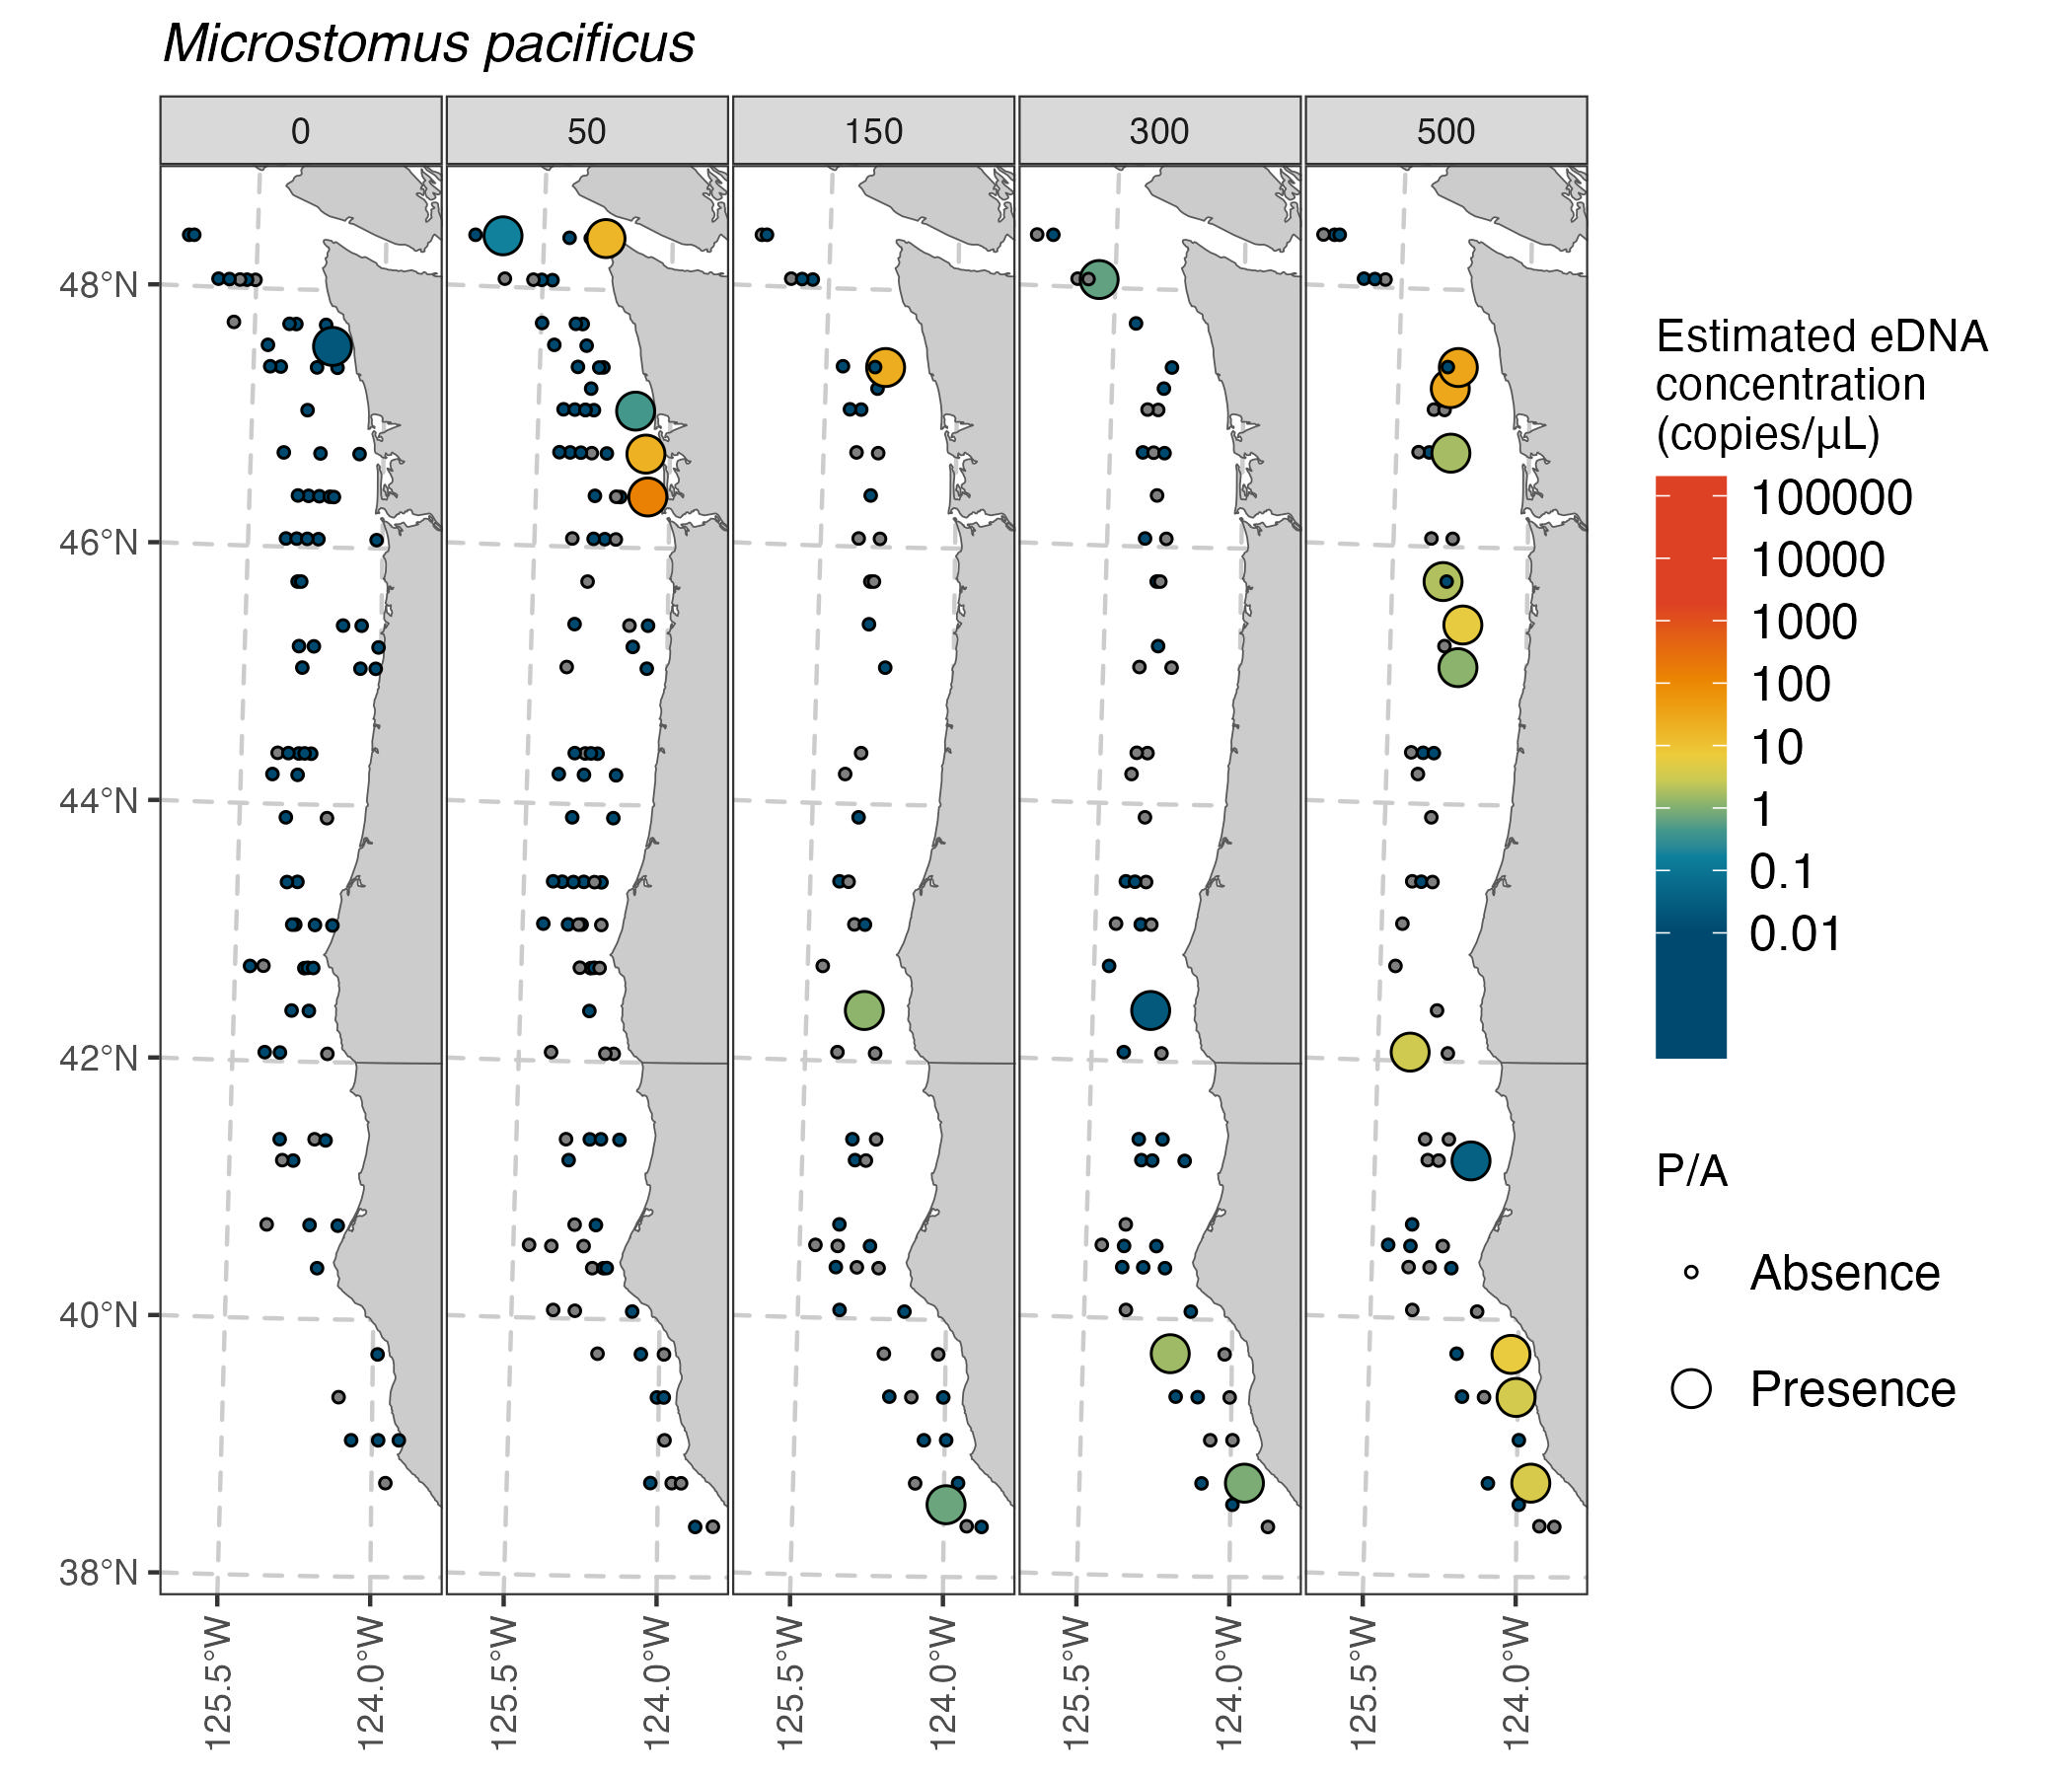 Microstomus pacificus
0
50
150
300
500
48°N
46°N
44°N
42°N
40°N
38°N
125.5°W
124.0°W
125.5°W
124.0°W
125.5°W
124.0°W
125.5°W
124.0°W
125.5°W
124.0°W
Estimated eDNA
concentration
(copies/µL)
100000
10000
1000
100
10
1
0.1
0.01
P/A
Absence
Presence